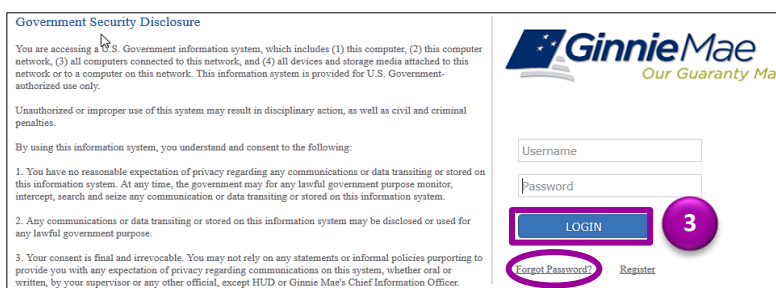 Government Security Disclosure
You are accessing a U.S. Government information system, which includes (1) this computer, (2) this computer
network, (3) all computers connected to this network, and (4) all devices and storage media attached to this
network or to a computer on this network. This information system is provided for U.S. Government-
authorized use only.
Unauthorized or improper use of this system may result in disciplinary action, as well as civil and criminal
penalties.
By using this information system, you understand and consent to the following:
1. You have no reasonable expectation of privacy regarding any communications or data transiting or stored on
this information system. At any time, the government may for any lawful government purpose monitor,
intercept, search and seize any communication or data transiting or stored on this information system.
2. Any communications or data transiting or stored on this information system may be disclosed or used for
any lawful government purpose.
3. Your consent is final and irrevocable. You may not rely on any statements or informal policies purporting to
provide you with any expectation of privacy regarding communications on this system, whether oral or
written, by your supervisor or any other official, except HUD or Ginnie Mae's Chief Information Officer.
GinnieMae
Our Guaranty Ma
Username
Password
LOGIN
3
Forgot Password? Register